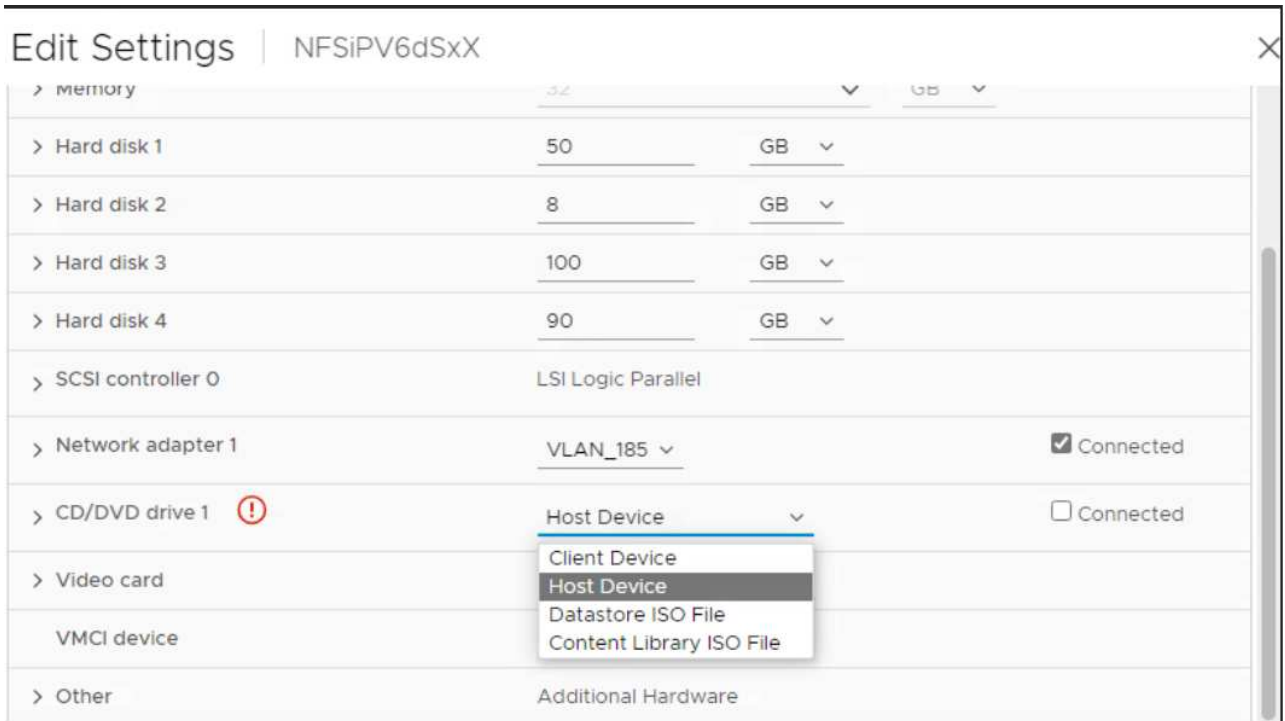 Edit Settings | NFSiPV6dSxX
Memory 32 GB
Hard disk 1 50 GB
Hard disk 2 8 GB
Hard disk 3 100 GB
Hard disk 4 90 GB
SCSI controller 0 LSI Logic Parallel
Network adapter 1 VLAN_185 Connected
CD/DVD drive 1 Host Device Connected
Client Device
Host Device
Datastore ISO File
Content Library ISO File
Video card
VMCI device
Other Additional Hardware